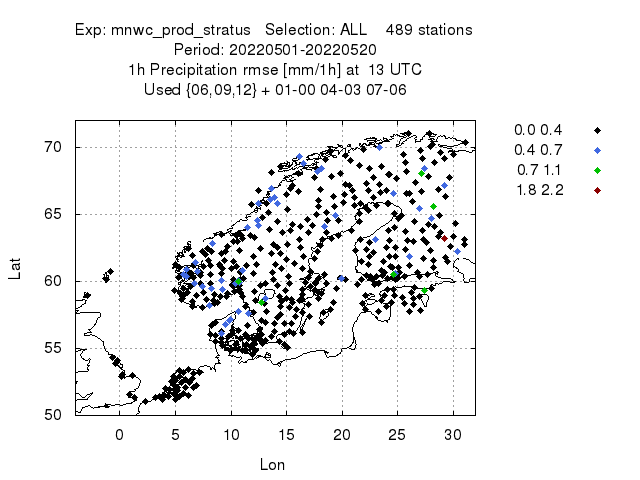 Exp: mnwc_prod_stratus   Selection: ALL    489 stations
Period: 20220501-20220520
1h Precipitation rmse [mm/1h] at  13 UTC
Used {06,09,12} + 01-00 04-03 07-06
0.0 0.4
0.4 0.7
0.7 1.1
1.8 2.2
70
65
60
55
50
Lat
0 5 10 15 20 25 30
Lon